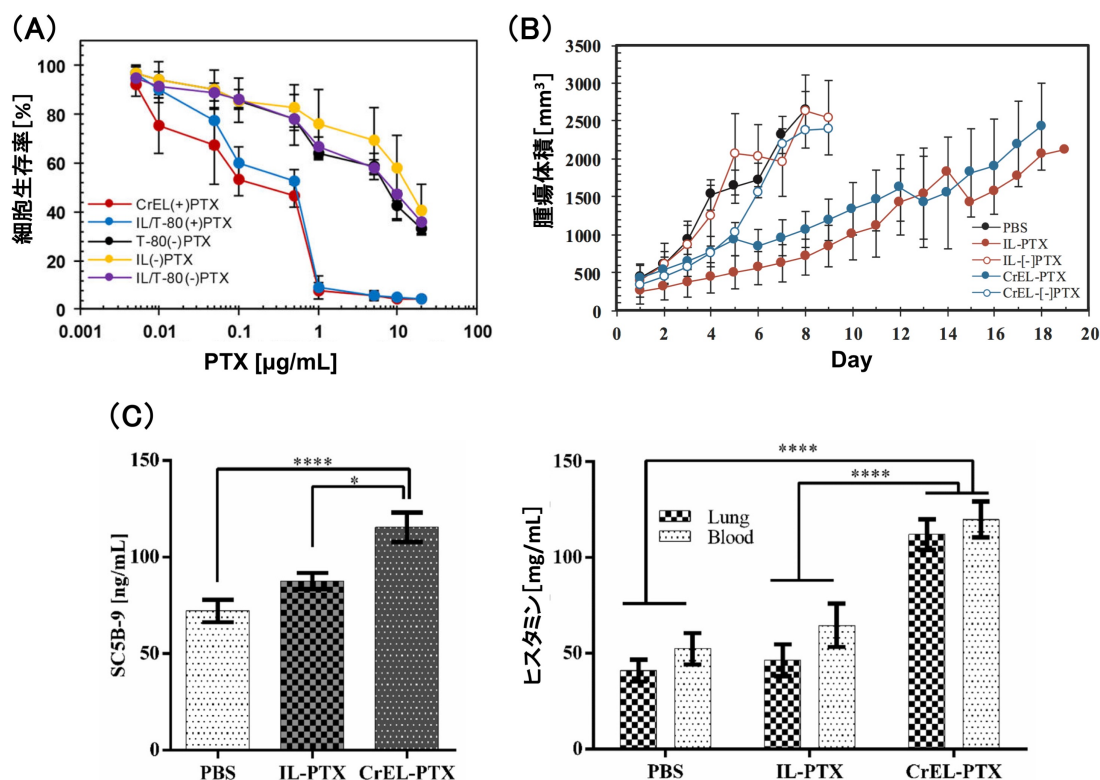 (A)
細胞生存率[%]
100
80
60
40
20
0
CrEL(+)PTX
IL/T-80(+)PTX
T-80(-)PTX
IL(-)PTX
IL/T-80(-)PTX
0.001 0.01 0.1 1 10 100
PTX [µg/mL]
(B)
腫瘍体積[mm³]
3500
3000
2500
2000
1500
1000
500
0
PBS
IL-PTX
IL-[-]PTX
CrEL-PTX
CrEL-[-]PTX
0 2 4 6 8 10 12 14 16 18 20
Day
(C)
SC5B-9 [ng/mL]
150
100
50
0
****
*
PBS IL-PTX CrEL-PTX
ヒスタミン[mg/mL]
150
100
50
0
****
****
Lung
Blood
PBS IL-PTX CrEL-PTX